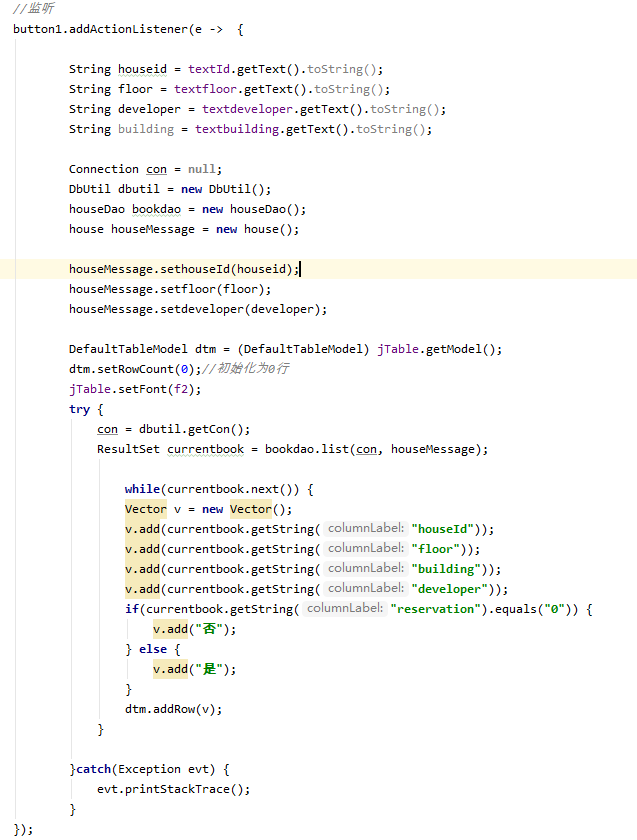 //监听
button1.addActionListener(e -> {
String houseid = textId.getText().toString();
String floor = textfloor.getText().toString();
String developer = textdeveloper.getText().toString();
String building = textbuilding.getText().toString();
Connection con = null;
DbUtil dbutil = new DbUtil();
houseDao bookdao = new houseDao();
house houseMessage = new house();
houseMessage.sethouseId(houseid);
houseMessage.setfloor(floor);
houseMessage.setdeveloper(developer);
DefaultTableModel dtm = (DefaultTableModel) jTable.getModel();
dtm.setRowCount(0);//初始化为0行
jTable.setFont(f2);
try {
con = dbutil.getCon();
ResultSet currentbook = bookdao.list(con, houseMessage);
while(currentbook.next()) {
Vector v = new Vector();
v.add(currentbook.getString( columnLabel: "houseId"));
v.add(currentbook.getString( columnLabel: "floor"));
v.add(currentbook.getString( columnLabel: "building"));
v.add(currentbook.getString( columnLabel: "developer"));
if(currentbook.getString( columnLabel: "reservation").equals("0")) {
v.add("否");
} else {
v.add("是");
}
dtm.addRow(v);
}
}catch(Exception evt) {
evt.printStackTrace();
}
});